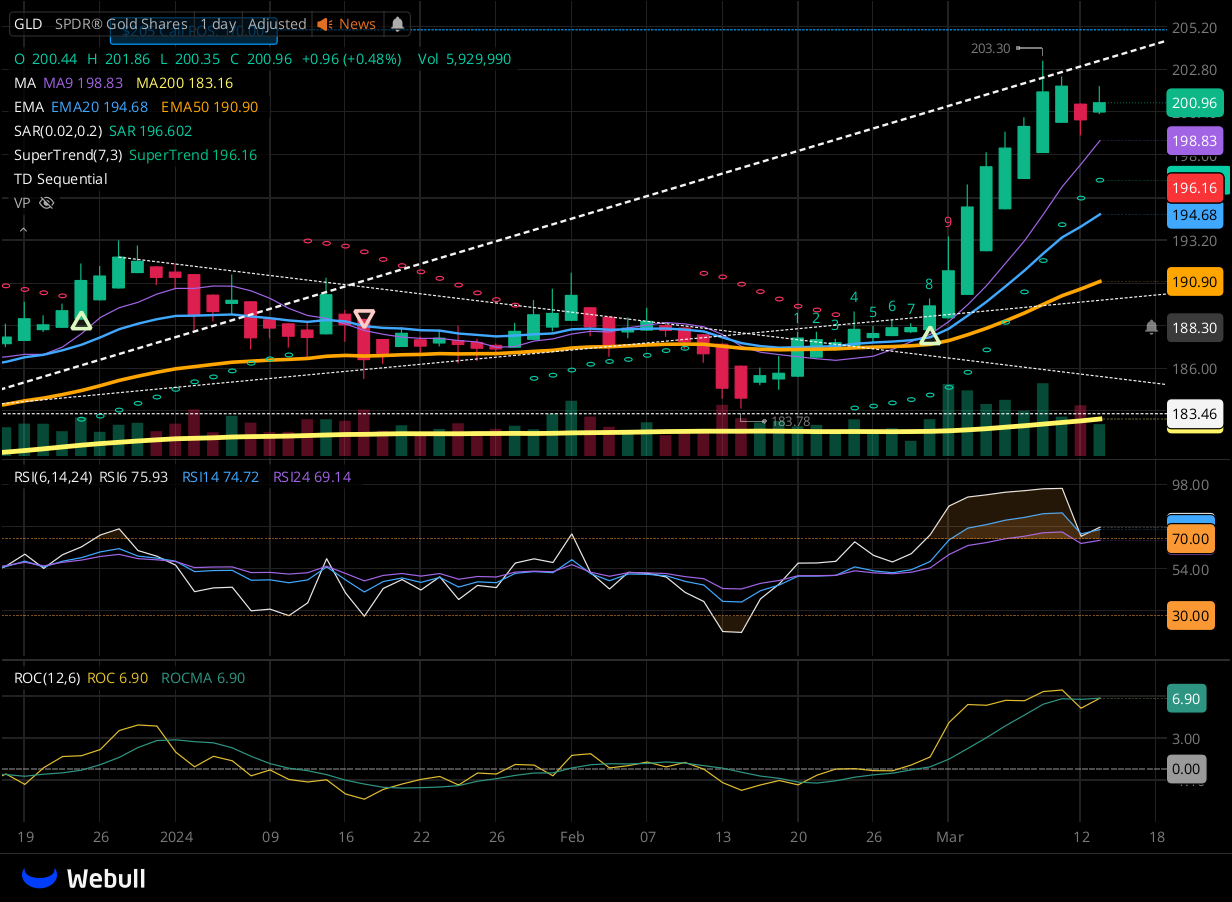 GLD SPDR® Gold Shares 1 day Adjusted News
O 200.44 H 201.86 L 200.35 C 200.96 +0.96 (+0.48%) Vol 5,929,990
MA MA9 198.83 MA200 183.16
EMA EMA20 194.68 EMA50 190.90
SAR(0.02,0.2) SAR 196.602
SuperTrend(7,3) SuperTrend 196.16
TD Sequential
VP
203.30
205.20
202.80
200.96
198.83
198.00
196.16
194.68
193.20
190.90
188.30
186.00
183.46
9
8
4
5 6 7
1 2 3
183.78
RSI(6,14,24) RSI6 75.93 RSI14 74.72 RSI24 69.14
98.00
70.00
54.00
30.00
ROC(12,6) ROC 6.90 ROCMA 6.90
6.90
3.00
0.00
19 26 2024 09 16 22 26 Feb 07 13 20 26 Mar 12 18
Webull